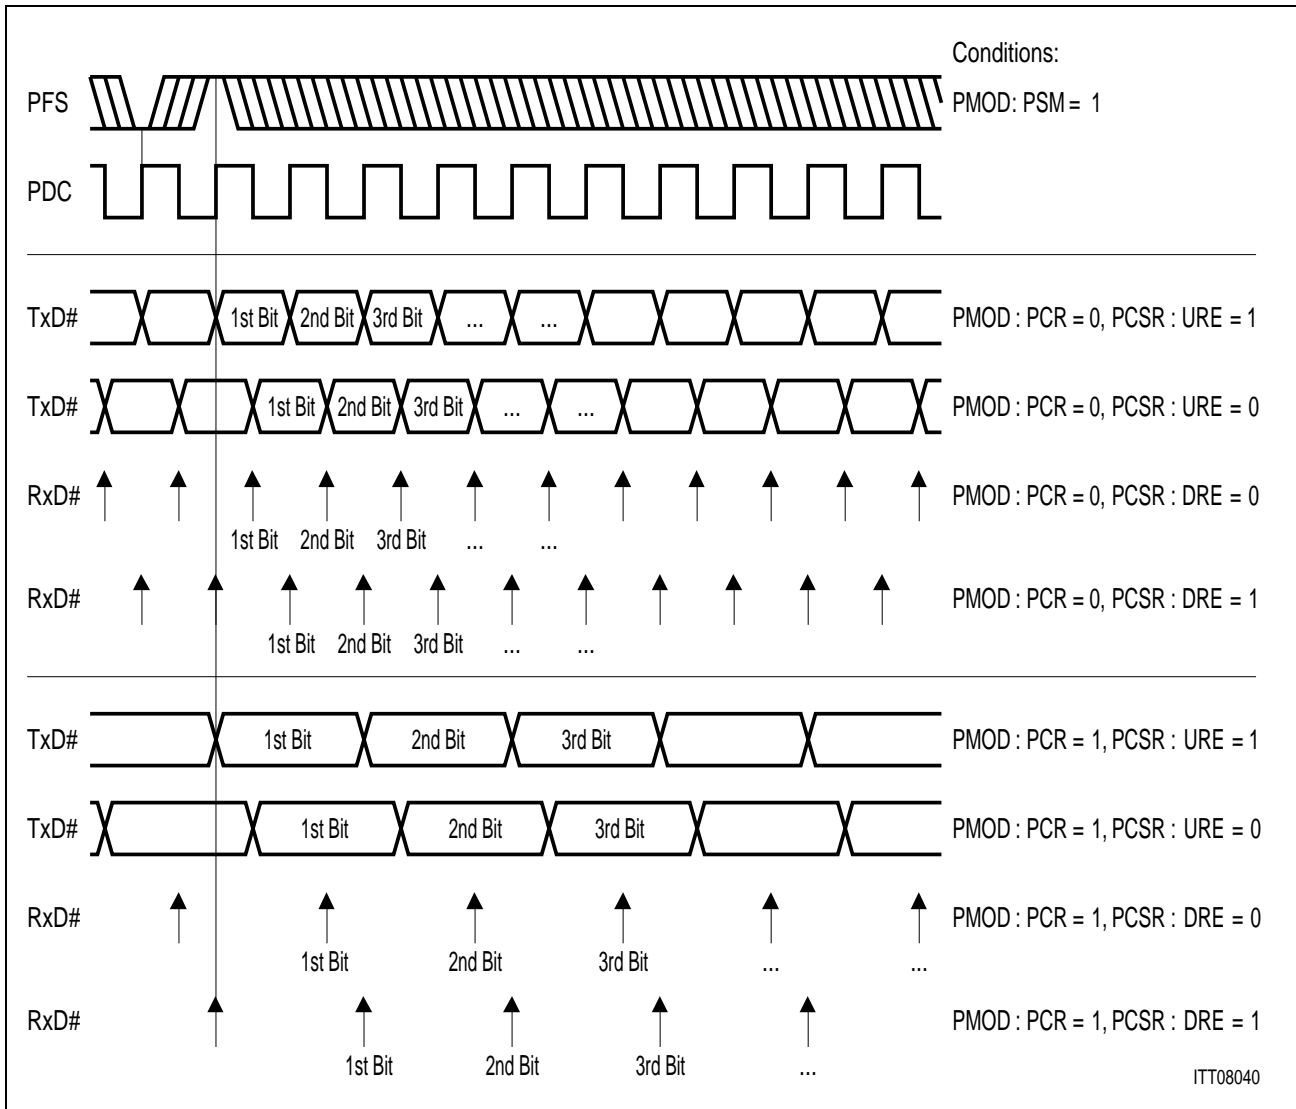 Conditions:
PFS PMOD: PSM = 1
PDC
TxD# 1st Bit 2nd Bit 3rd Bit ... ... PMOD : PCR = 0, PCSR : URE = 1
TxD# 1st Bit 2nd Bit 3rd Bit ... ... PMOD : PCR = 0, PCSR : URE = 0
RxD# PMOD : PCR = 0, PCSR : DRE = 0
1st Bit 2nd Bit 3rd Bit ... ...
RxD# PMOD : PCR = 0, PCSR : DRE = 1
1st Bit 2nd Bit 3rd Bit ... ...
TxD# 1st Bit 2nd Bit 3rd Bit PMOD : PCR = 1, PCSR : URE = 1
TxD# 1st Bit 2nd Bit 3rd Bit PMOD : PCR = 1, PCSR : URE = 0
RxD# PMOD : PCR = 1, PCSR : DRE = 0
1st Bit 2nd Bit 3rd Bit ... ...
RxD# PMOD : PCR = 1, PCSR : DRE = 1
1st Bit 2nd Bit 3rd Bit ...
ITT08040